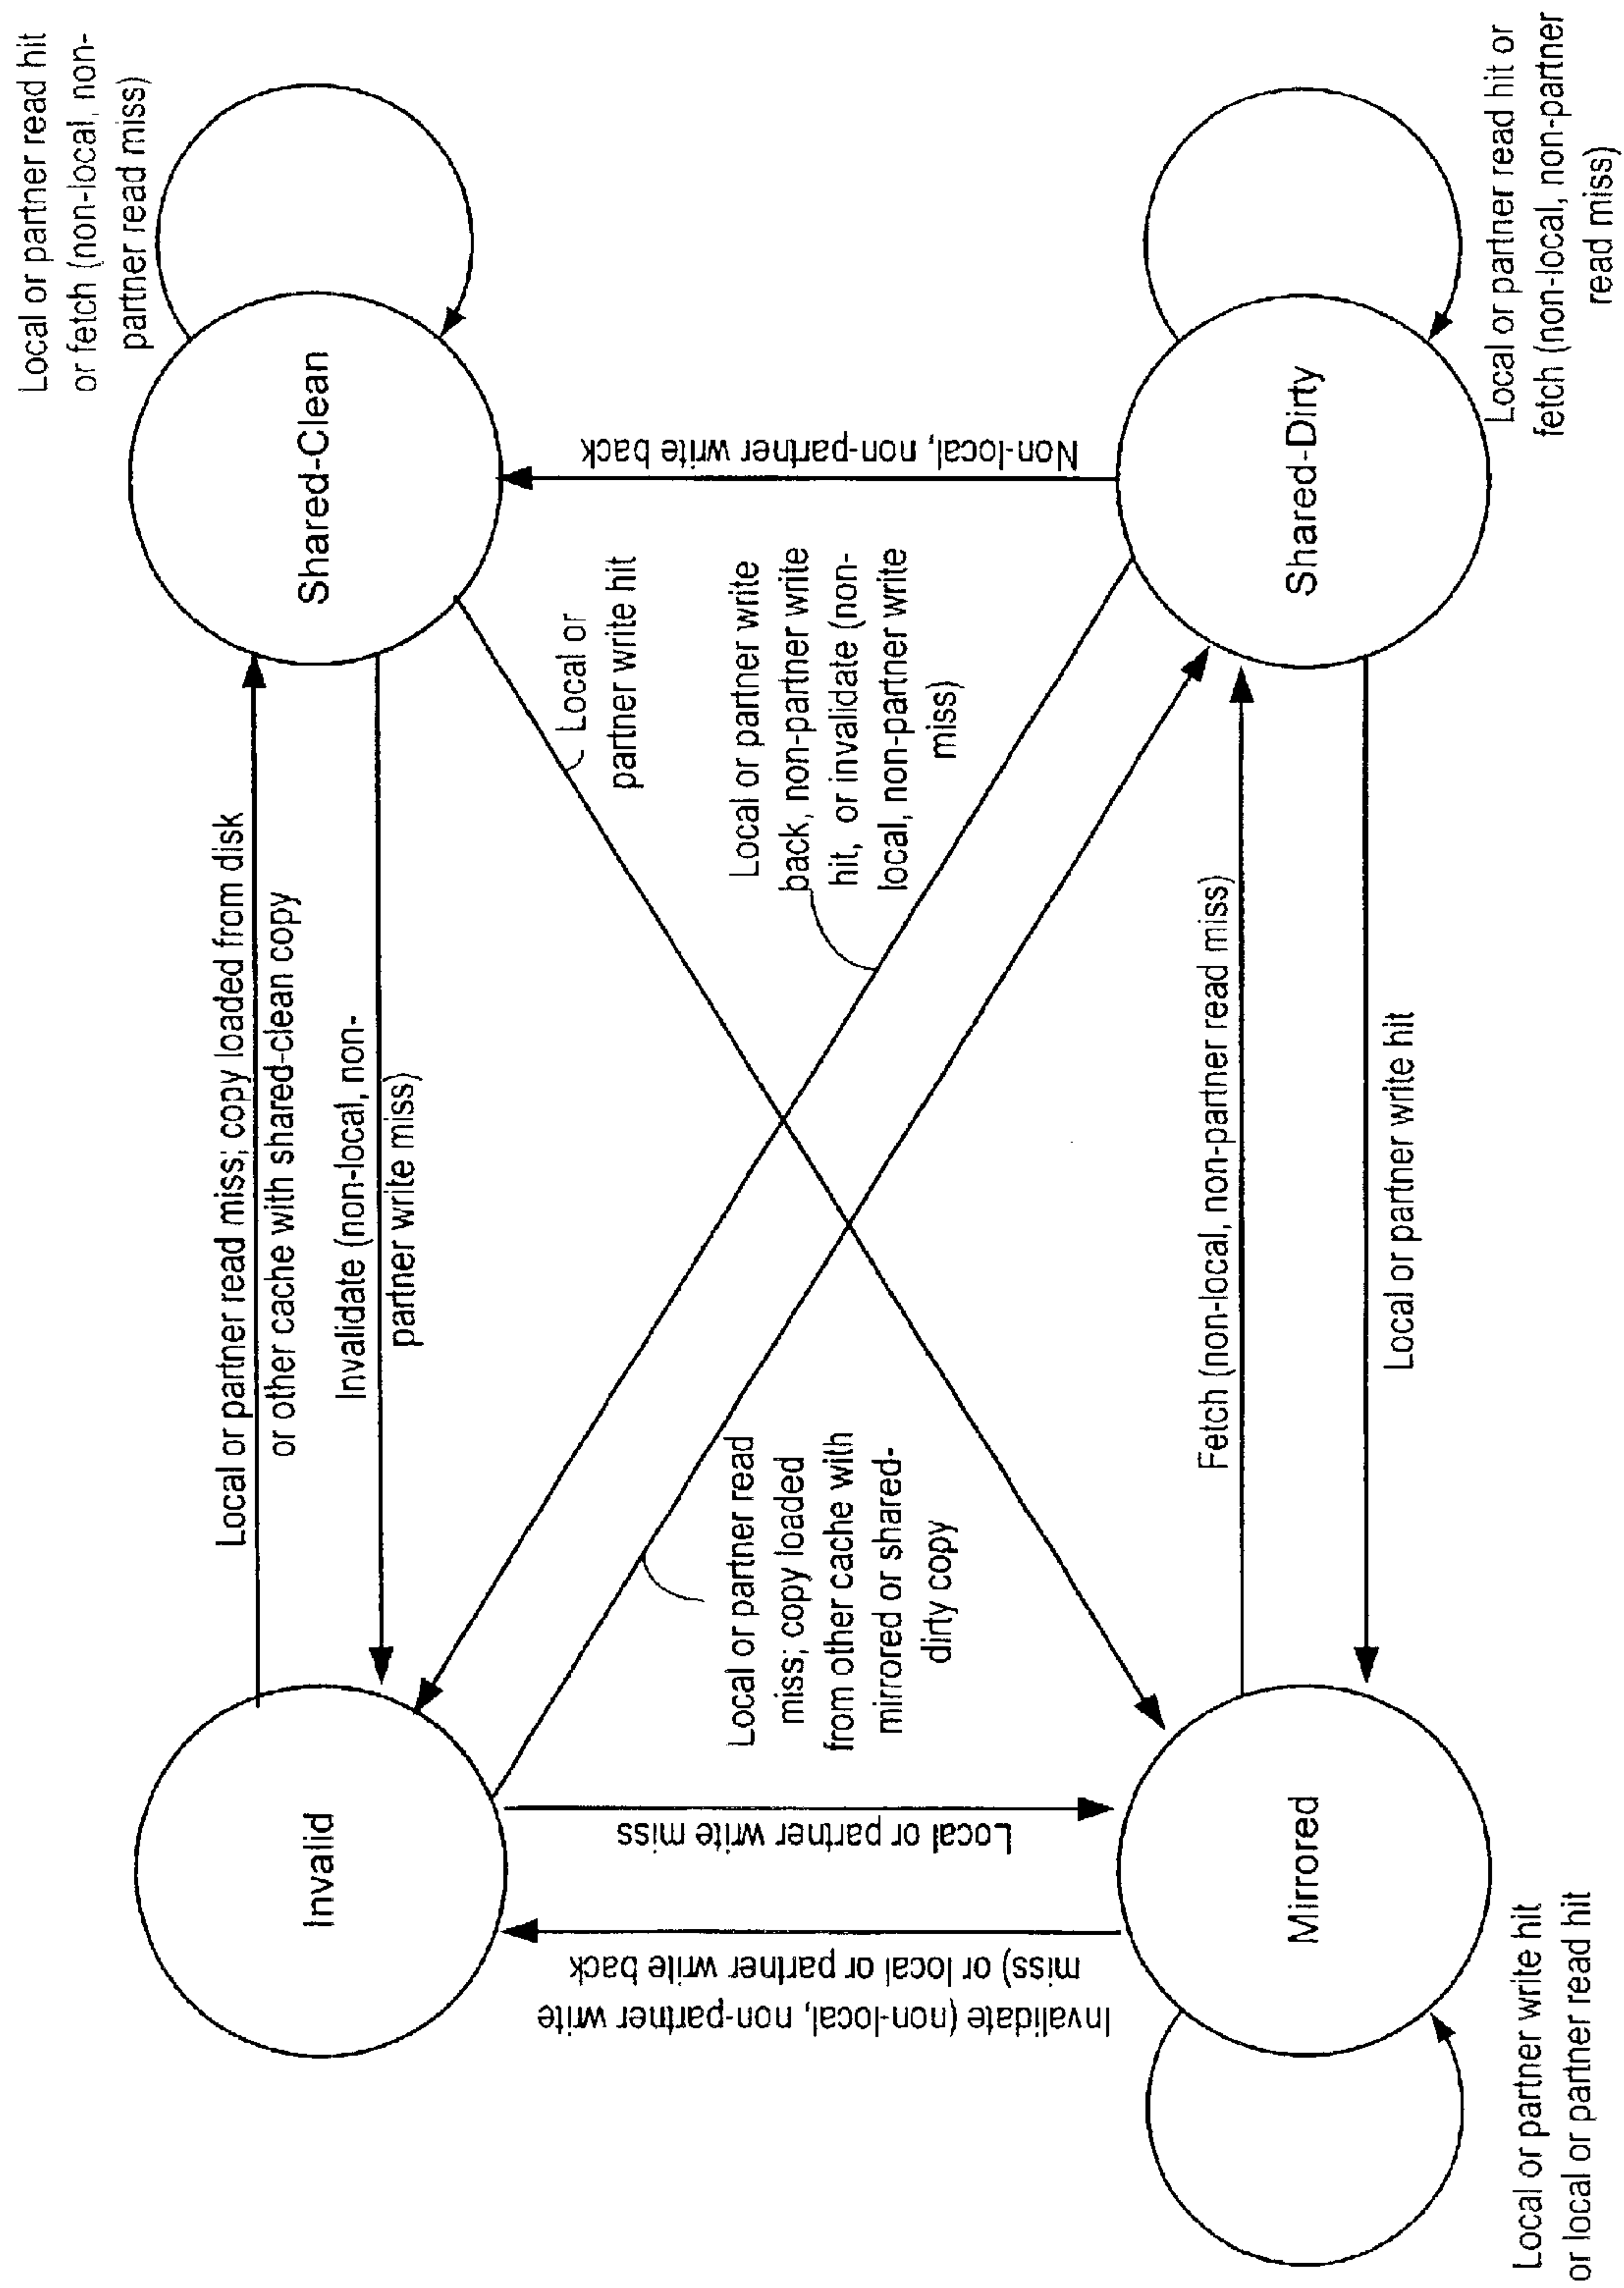 Local or partner read hit
or fetch (non-local, non-
partner read miss)
Shared-Clean
Local or partner read miss; copy loaded from disk
or other cache with shared-clean copy
Invalidate (non-local, non-
partner write miss)
Invalid
Local or
partner write hit
Non-local, non-partner write back
Local or partner write
back, non-partner write
hit, or invalidate (non-
local, non-partner write
miss)
Local or partner read
miss; copy loaded
from other cache with
mirrored or shared-
dirty copy
Local or partner write miss
Invalidate (non-local, non-partner write
miss) or local or partner write back
Fetch (non-local, non-partner read miss)
Local or partner write hit
Shared-Dirty
Local or partner read hit or
fetch (non-local, non-partner
read miss)
Mirrored
Local or partner write hit
or local or partner read hit